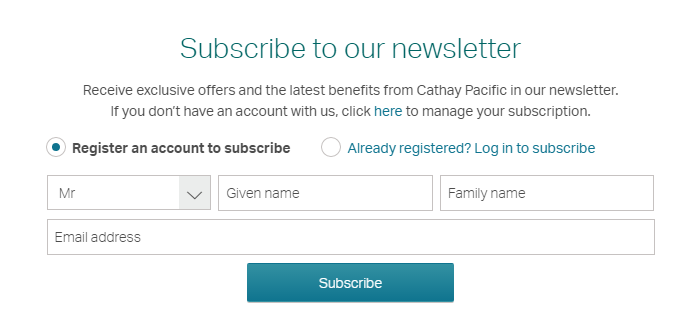 Subscribe to our newsletter
Receive exclusive offers and the latest benefits from Cathay Pacific in our newsletter.
If you don't have an account with us, click here to manage your subscription.
Register an account to subscribe Already registered? Log in to subscribe
Mr Given name Family name
Email address
Subscribe